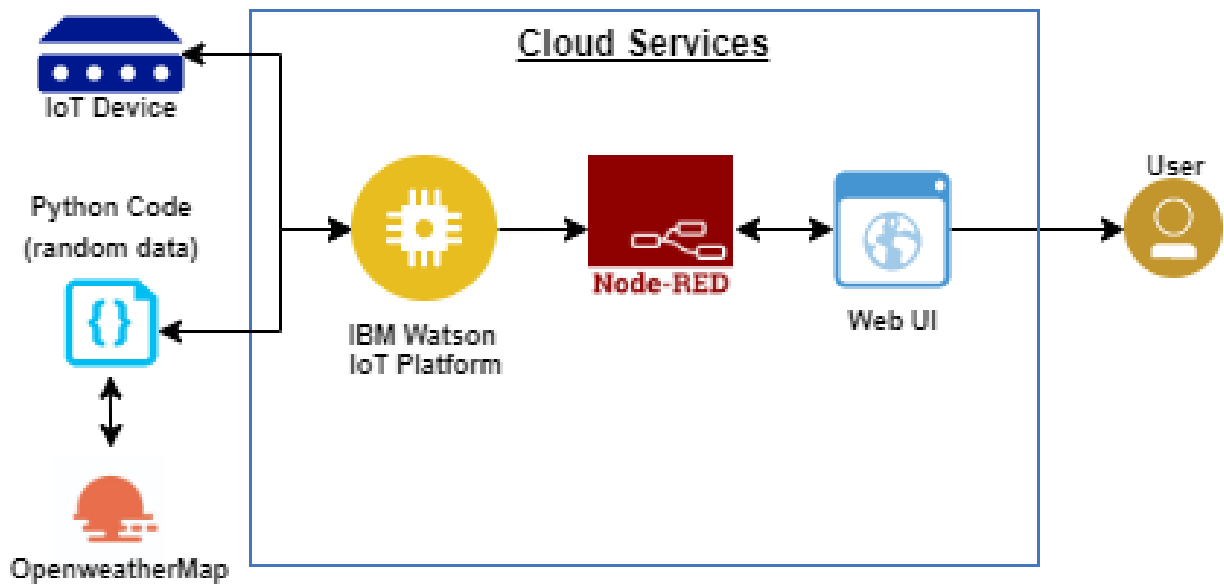 Cloud Services
IoT Device
Python Code
(random data)
{}
OpenweatherMap
IBM Watson
IoT Platform
Node-RED
Web UI
User